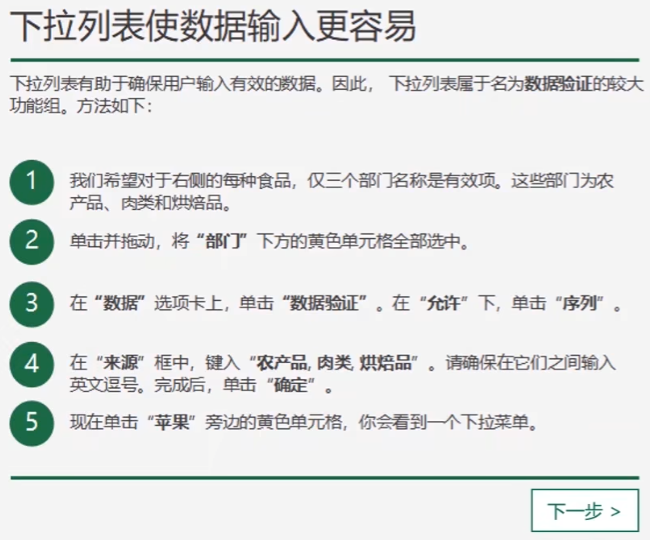 下拉列表使数据输入更容易
下拉列表有助于确保用户输入有效的数据。因此， 下拉列表属于名为数据验证的较大
功能组。方法如下：
1 我们希望对于右侧的每种食品，仅三个部门名称是有效项。这些部门为农
产品、肉类和烘焙品。
2 单击并拖动，将“部门”下方的黄色单元格全部选中。
3 在“数据”选项卡上，单击“数据验证”。在“允许”下，单击“序列”。
4 在“来源”框中，键入“农产品, 肉类, 烘焙品”。请确保在它们之间输入
英文逗号。完成后，单击“确定”。
5 现在单击“苹果”旁边的黄色单元格，你会看到一个下拉菜单。
下一步 >